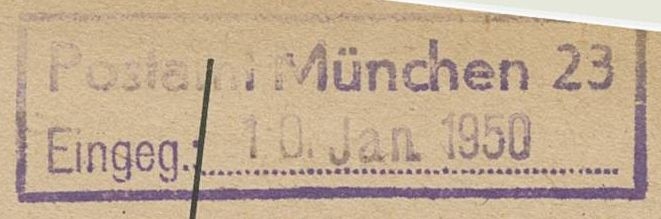 Postamt München 23
Eingeg.: 10. Jan. 1950